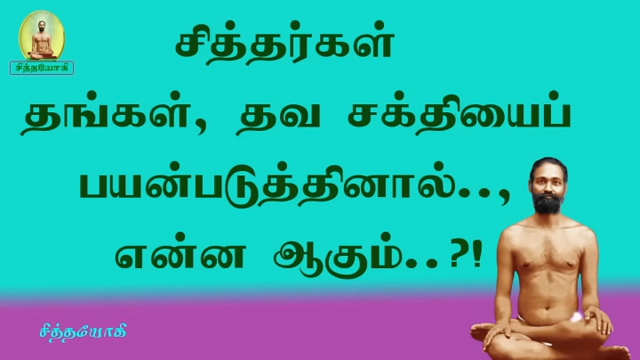 சித்தயோகி
சித்தர்கள்
தங்கள், தவ சக்தியைப்
பயன்படுத்தினால்..,
என்ன ஆகும்..?!
சித்தயோகி